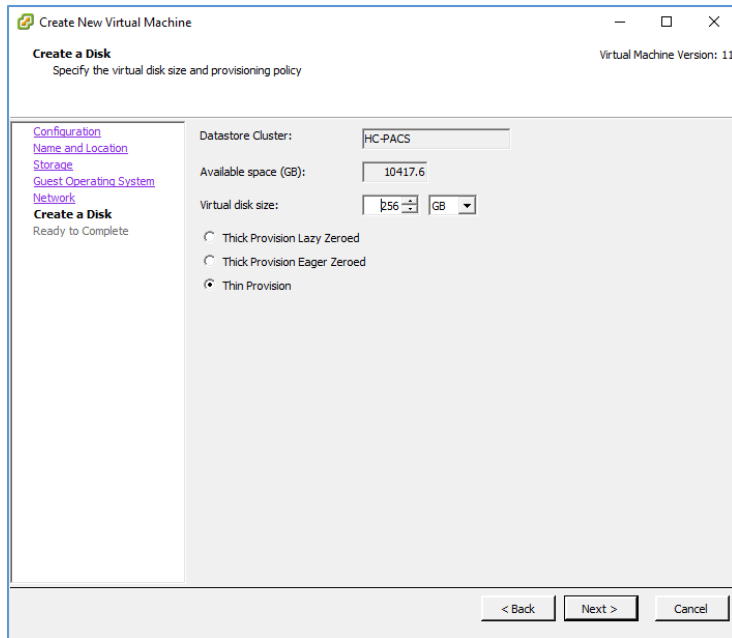 Create New Virtual Machine
Create a Disk
Specify the virtual disk size and provisioning policy
Virtual Machine Version: 11
Configuration
Name and Location
Storage
Guest Operating System
Network
Create a Disk
Ready to Complete
Datastore Cluster: HC-PACS
Available space (GB): 10417.6
Virtual disk size: 256 GB
Thick Provision Lazy Zeroed
Thick Provision Eager Zeroed
Thin Provision
< Back Next > Cancel